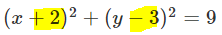 (x + 2)² + (y − 3)² = 9